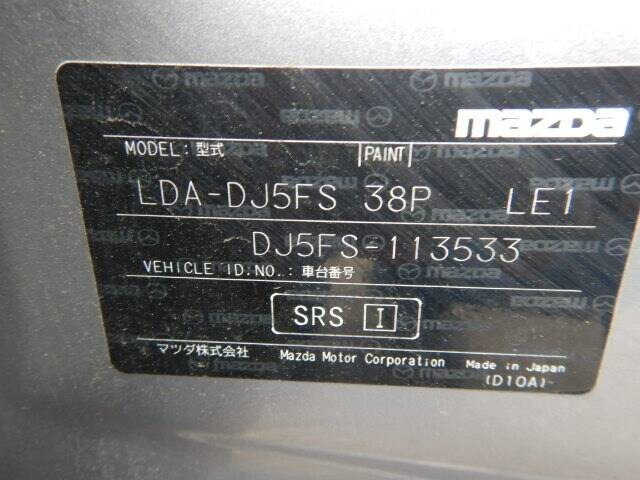 mazda
MODEL: 型式 PAINT
LDA-DJ5FS 38P LE1
DJ5FS-113533
VEHICLE ID.NO.: 車台番号
SRS I
マツダ株式会社 Mazda Motor Corporation Made in Japan
(D10A)